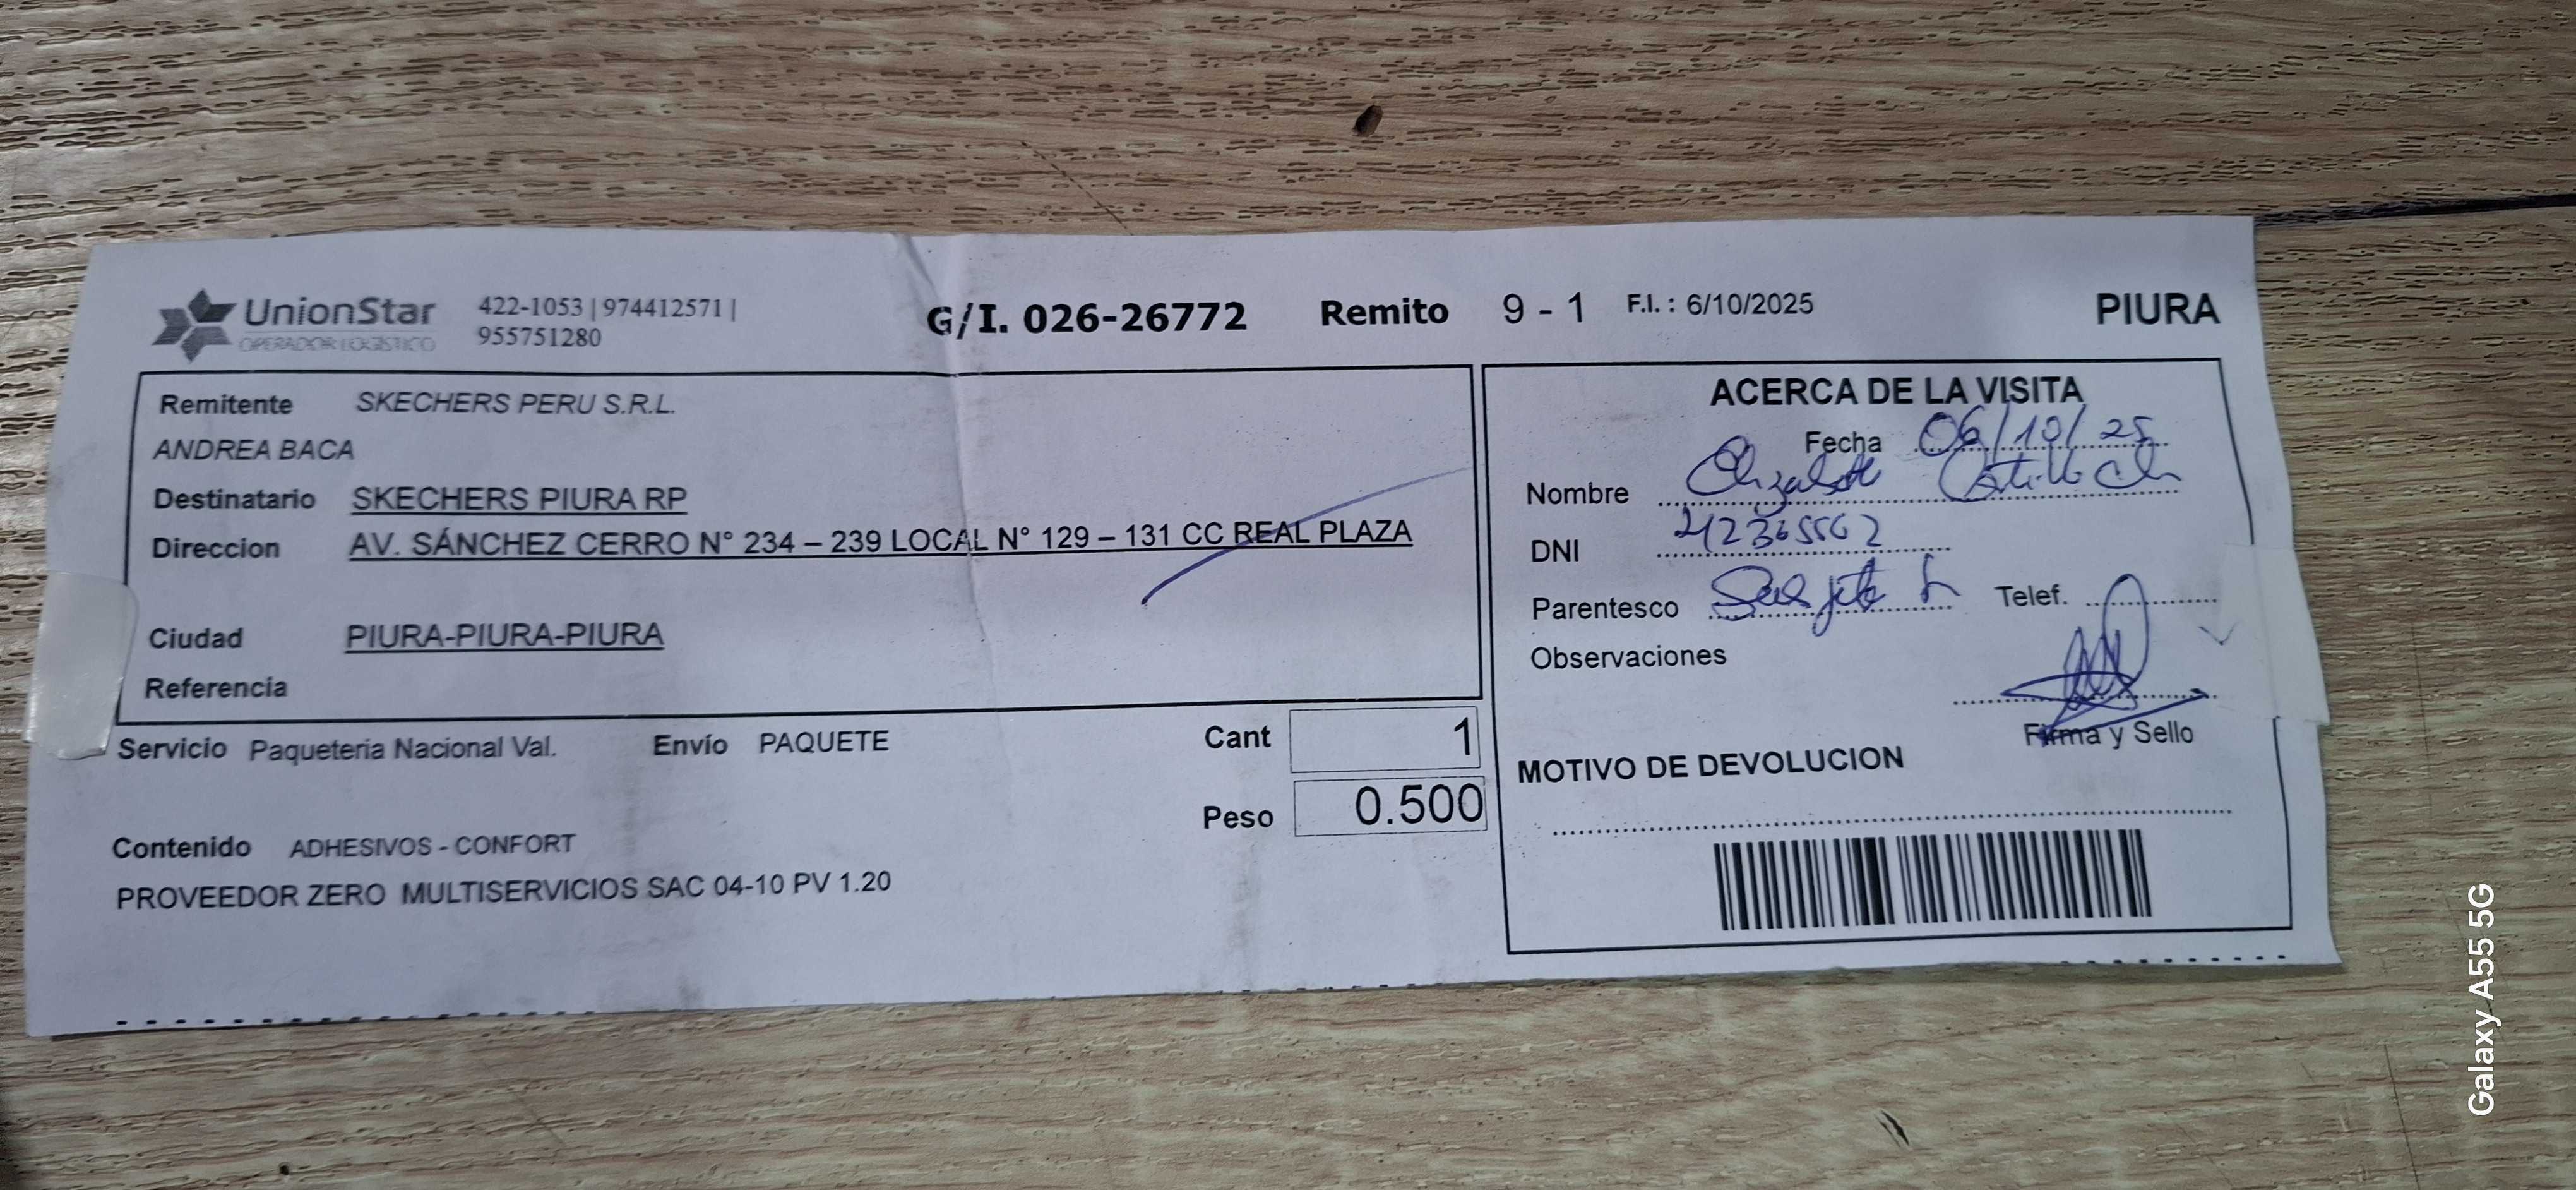 UnionStar
OPERADOR LOGÍSTICO
422-1053 | 974412571 |
955751280
G/I. 026-26772 Remito 9 - 1 F.I. : 6/10/2025 PIURA
Remitente SKECHERS PERU S.R.L.
ANDREA BACA
Destinatario SKECHERS PIURA RP
Direccion AV. SÁNCHEZ CERRO N° 234 – 239 LOCAL N° 129 – 131 CC REAL PLAZA
Ciudad PIURA-PIURA-PIURA
Referencia
Servicio Paqueteria Nacional Val. Envío PAQUETE
Cant 1
Peso 0.500
Contenido ADHESIVOS - CONFORT
PROVEEDOR ZERO MULTISERVICIOS SAC 04-10 PV 1.20
ACERCA DE LA VISITA
Fecha 06/10/25
Nombre Elizabeth Castillo
DNI 42365562
Parentesco Telef.
Observaciones
Firma y Sello
MOTIVO DE DEVOLUCION
Galaxy A55 5G